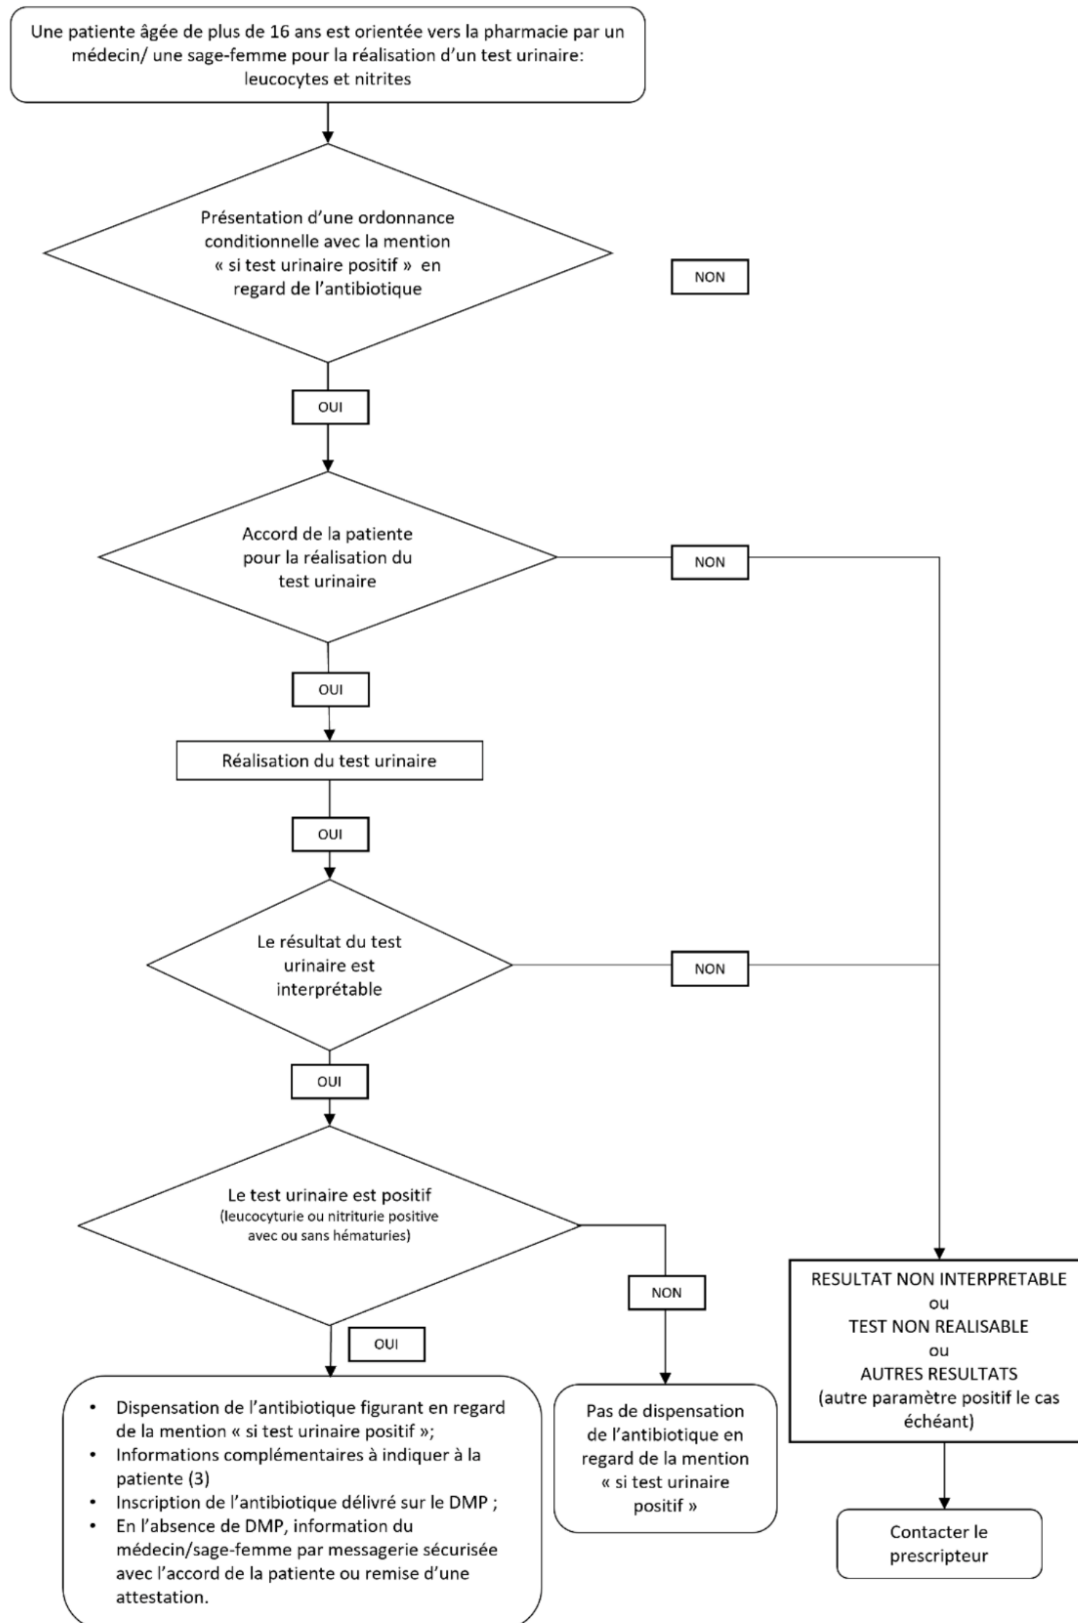 Une patiente âgée de plus de 16 ans est orientée vers la pharmacie par un
médecin/ une sage-femme pour la réalisation d'un test urinaire:
leucocytes et nitrites
Présentation d'une ordonnance
conditionnelle avec la mention
« si test urinaire positif »  en
regard de l'antibiotique
NON
OUI
Accord de la patiente
pour la réalisation du
test urinaire
NON
OUI
Réalisation du test urinaire
OUI
Le résultat du test
urinaire est
interprétable
NON
OUI
Le test urinaire est positif
(leucocyturie ou nitriturie positive
avec ou sans hématuries)
NON
OUI
• Dispensation de l'antibiotique figurant en regard
de la mention « si test urinaire positif »;
• Informations complémentaires à indiquer à la
patiente (3)
• Inscription de l'antibiotique délivré sur le DMP ;
• En l'absence de DMP, information du
médecin/sage-femme par messagerie sécurisée
avec l'accord de la patiente ou remise d'une
attestation.
Pas de dispensation
de l'antibiotique en
regard de la mention
« si test urinaire
positif »
RESULTAT NON INTERPRETABLE
ou
TEST NON REALISABLE
ou
AUTRES RESULTATS
(autre paramètre positif le cas
échéant)
Contacter le
prescripteur